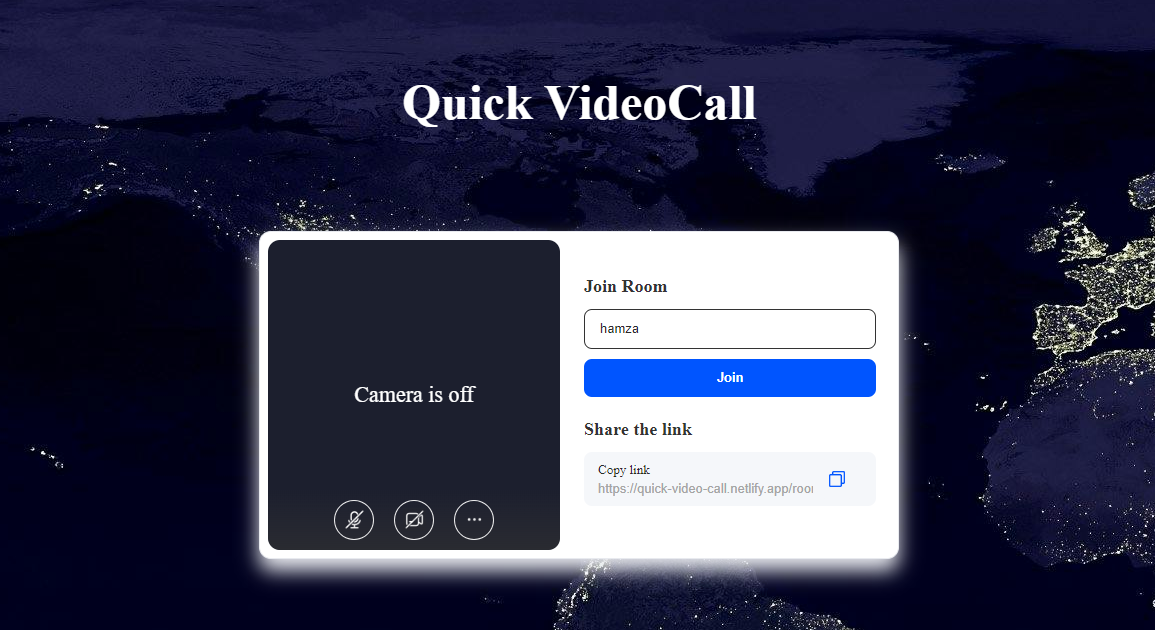 Quick VideoCall
Camera is off
Join Room
hamza
Join
Share the link
Copy link
https://quick-video-call.netlify.app/roo